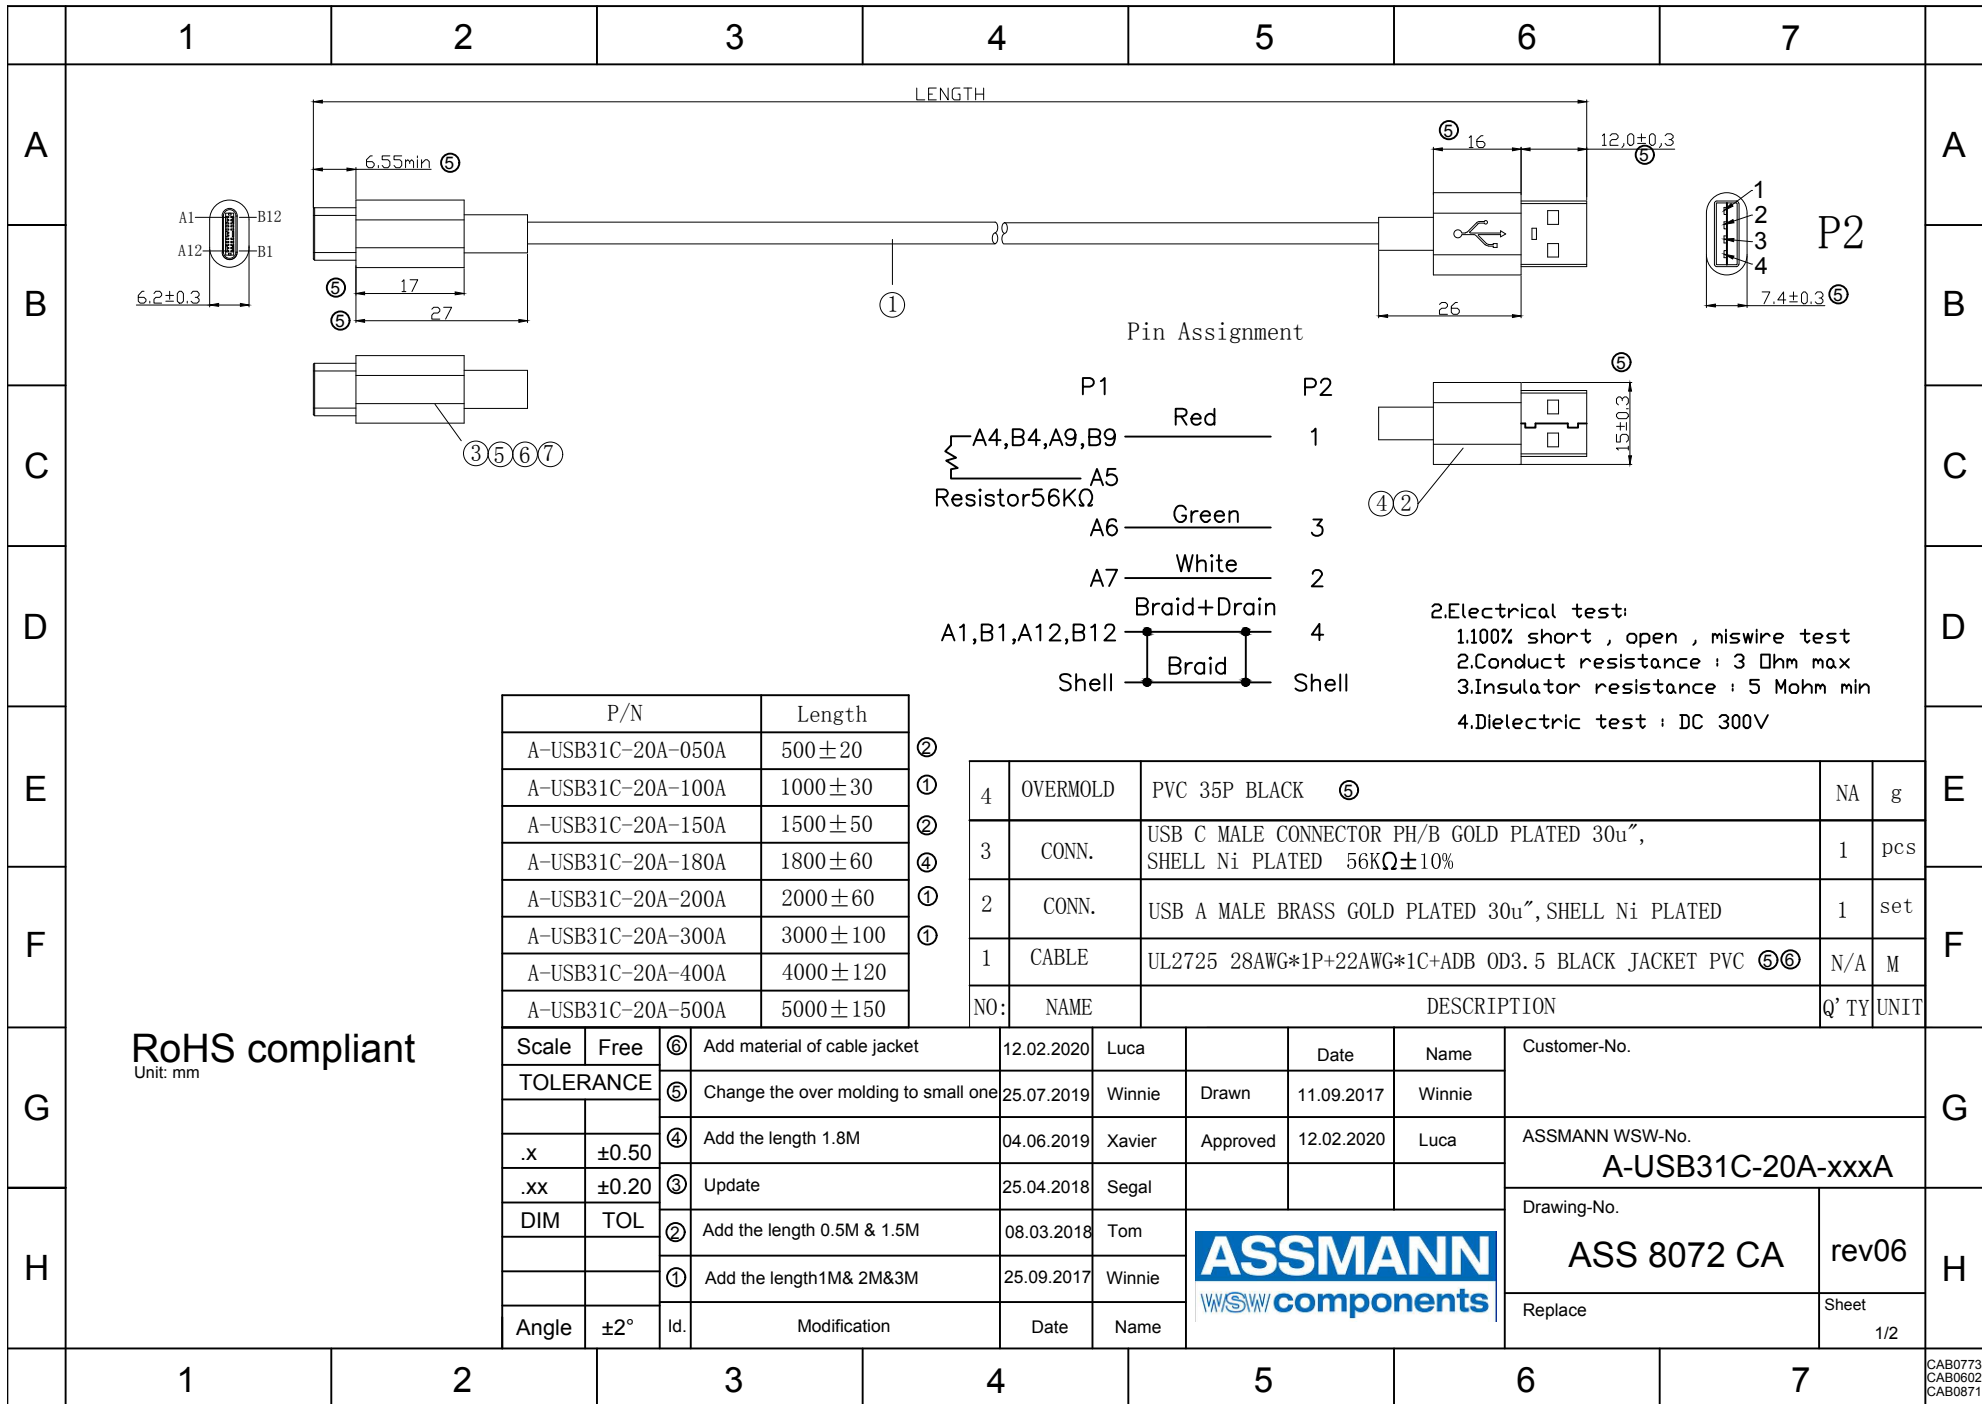 1 2 3 4 5 6 7
A A
B B
C C
D D
E E
F F
G G
H H
LENGTH
6.55min ⑤
⑤ 16
12,0±0,3
⑤
A1 B12
A12 B1
6.2±0.3
⑤ 17
⑤ 27
①
26
1
2
3
4
P2
7.4±0.3 ⑤
③⑤⑥⑦
④②
⑤
15±0.3
Pin Assignment
P1 P2
A4,B4,A9,B9 Red 1
A5
Resistor56KΩ
A6 Green 3
A7 White 2
Braid+Drain
A1,B1,A12,B12 4
Braid
Shell Shell
2.Electrical test:
1.100% short , open , miswire test
2.Conduct resistance : 3 Ohm max
3.Insulator resistance : 5 Mohm min
4.Dielectric test : DC 300V
P/N Length
A-USB31C-20A-050A 500±20 ②
A-USB31C-20A-100A 1000±30 ①
A-USB31C-20A-150A 1500±50 ②
A-USB31C-20A-180A 1800±60 ④
A-USB31C-20A-200A 2000±60 ①
A-USB31C-20A-300A 3000±100 ①
A-USB31C-20A-400A 4000±120
A-USB31C-20A-500A 5000±150
4 OVERMOLD PVC 35P BLACK ⑤ NA g
3 CONN. USB C MALE CONNECTOR PH/B GOLD PLATED 30u",
SHELL Ni PLATED 56KΩ±10% 1 pcs
2 CONN. USB A MALE BRASS GOLD PLATED 30u",SHELL Ni PLATED 1 set
1 CABLE UL2725 28AWG*1P+22AWG*1C+ADB OD3.5 BLACK JACKET PVC ⑤⑥ N/A M
NO: NAME DESCRIPTION Q'TY UNIT
RoHS compliant
Unit: mm
Scale Free
TOLERANCE
.x ±0.50
.xx ±0.20
DIM TOL
Angle ±2°
⑥ Add material of cable jacket 12.02.2020 Luca
⑤ Change the over molding to small one 25.07.2019 Winnie
④ Add the length 1.8M 04.06.2019 Xavier
③ Update 25.04.2018 Segal
② Add the length 0.5M & 1.5M 08.03.2018 Tom
① Add the length1M& 2M&3M 25.09.2017 Winnie
Id. Modification Date Name
Date Name
Drawn 11.09.2017 Winnie
Approved 12.02.2020 Luca
ASSMANN
WSW components
Customer-No.
ASSMANN WSW-No.
A-USB31C-20A-xxxA
Drawing-No.
ASS 8072 CA rev06
Replace
Sheet
1/2
1 2 3 4 5 6 7
CAB0773
CAB0602
CAB0871